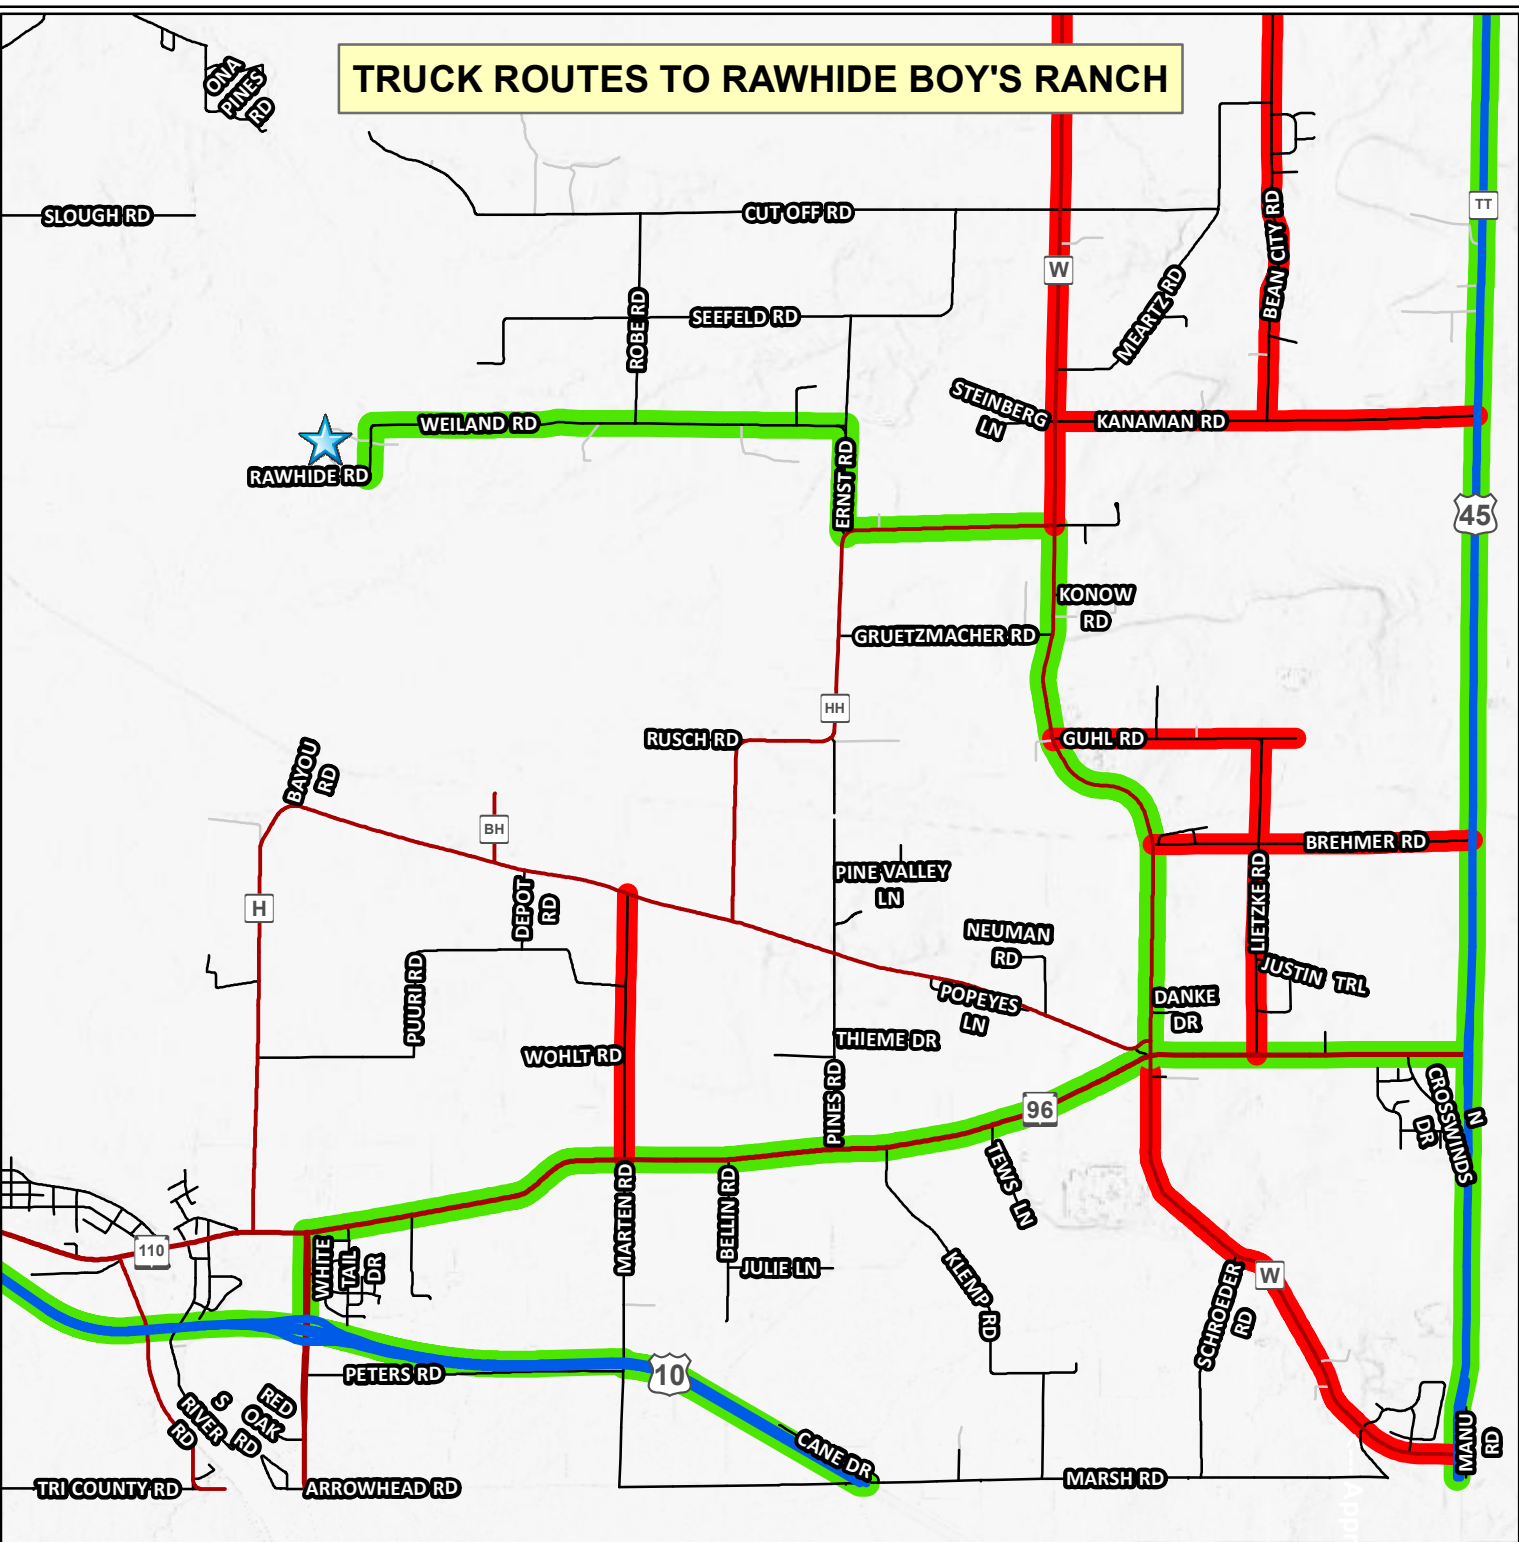 TRUCK ROUTES TO RAWHIDE BOY'S RANCH
ONA
PINES
RD
SLOUGH RD
CUT OFF RD
TT
BEAN CITY RD
W
MEARTZ RD
ROBE RD
SEEFELD RD
STEINBERG
LN
KANAMAN RD
WEILAND RD
RAWHIDE RD
ERNST RD
45
KONOW
RD
GRUETZMACHER RD
HH
RUSCH RD
GUHL RD
BAYOU
RD
BH
BREHMER RD
PINE VALLEY
LN
LIETZKE RD
H
DEPOT
RD
NEUMAN
RD
JUSTIN TRL
PUURI RD
POPEYES
LN
DANKE
DR
THIEME DR
WOHLT RD
PINES RD
96
N
CROSSWINDS
DR
TEWS LN
MARTEN RD
BELLIN RD
110
WHITE
TAIL
DR
JULIE LN
KLEMP RD
W
SCHROEDER
RD
10
PETERS RD
RED
OAK
S
RIVER RD
RD
CANE DR
MANU
RD
TRI COUNTY RD
ARROWHEAD RD
MARSH RD